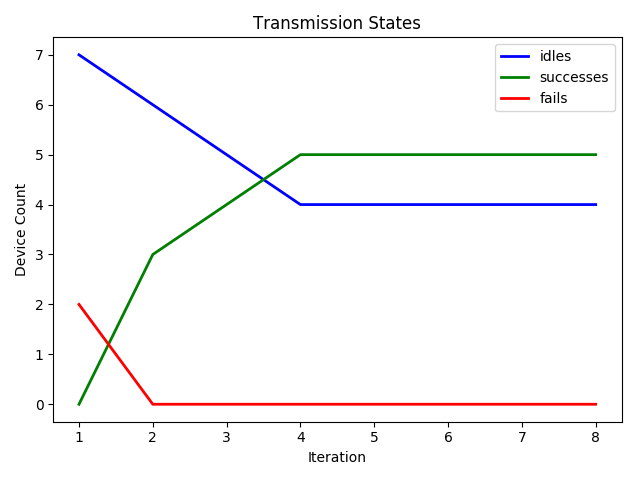 Transmission States
idles
successes
fails
Device Count
7
6
5
4
3
2
1
0
1 2 3 4 5 6 7 8
Iteration